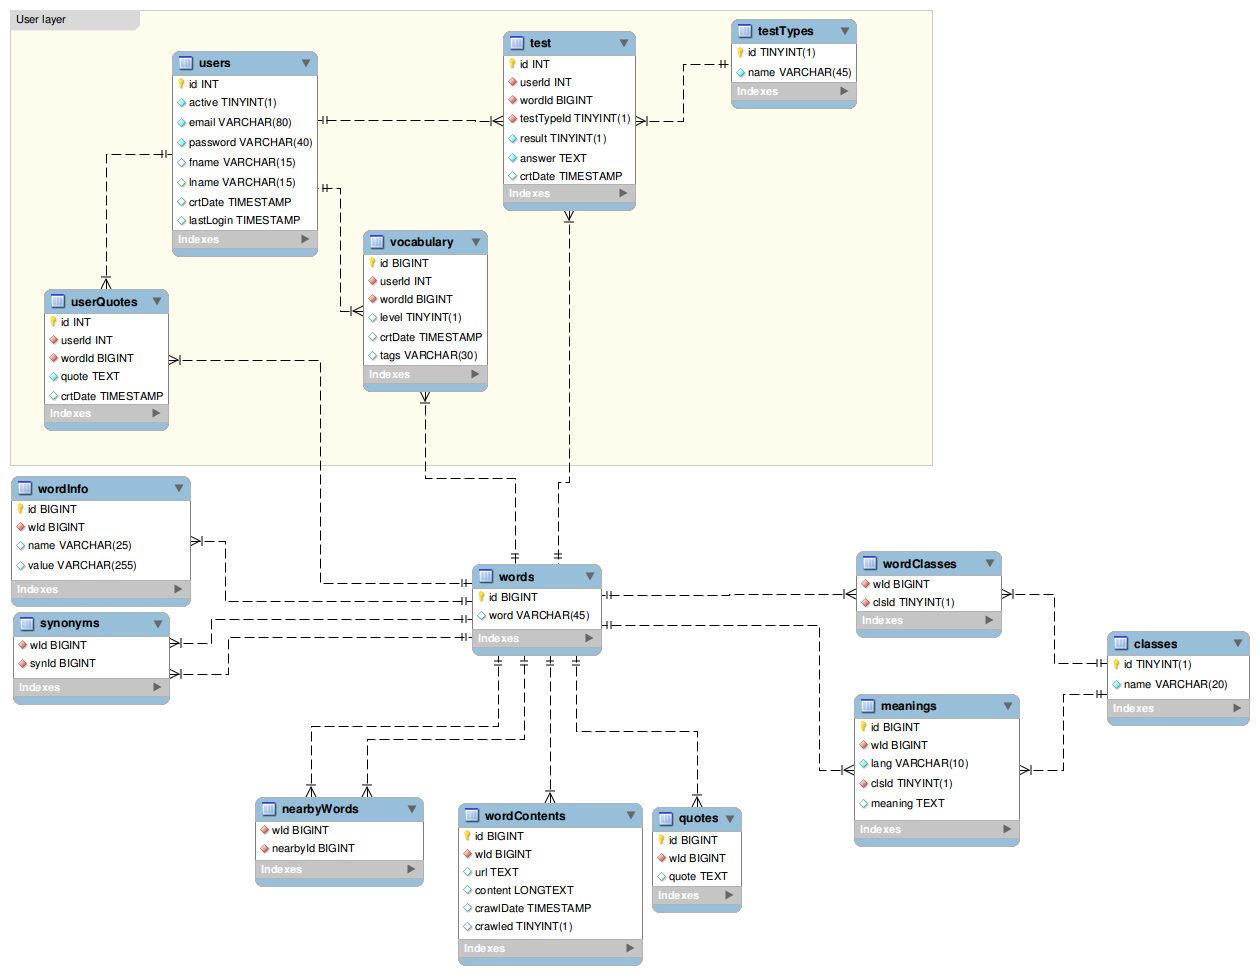 User layer
users
id INT
active TINYINT(1)
email VARCHAR(80)
password VARCHAR(40)
fname VARCHAR(15)
lname VARCHAR(15)
crtDate TIMESTAMP
lastLogin TIMESTAMP
Indexes
test
id INT
userId INT
wordId BIGINT
testTypeId TINYINT(1)
result TINYINT(1)
answer TEXT
crtDate TIMESTAMP
Indexes
testTypes
id TINYINT(1)
name VARCHAR(45)
Indexes
vocabulary
id BIGINT
userId INT
wordId BIGINT
level TINYINT(1)
crtDate TIMESTAMP
tags VARCHAR(30)
Indexes
userQuotes
id INT
userId INT
wordId BIGINT
quote TEXT
crtDate TIMESTAMP
Indexes
wordInfo
id BIGINT
wId BIGINT
name VARCHAR(25)
value VARCHAR(255)
Indexes
synonyms
wId BIGINT
synId BIGINT
Indexes
words
id BIGINT
word VARCHAR(45)
Indexes
wordClasses
wId BIGINT
clsId TINYINT(1)
Indexes
classes
id TINYINT(1)
name VARCHAR(20)
Indexes
meanings
id BIGINT
wId BIGINT
lang VARCHAR(10)
clsId TINYINT(1)
meaning TEXT
Indexes
nearbyWords
wId BIGINT
nearbyId BIGINT
Indexes
wordContents
id BIGINT
wId BIGINT
url TEXT
content LONGTEXT
crawlDate TIMESTAMP
crawled TINYINT(1)
Indexes
quotes
id BIGINT
wId BIGINT
quote TEXT
Indexes